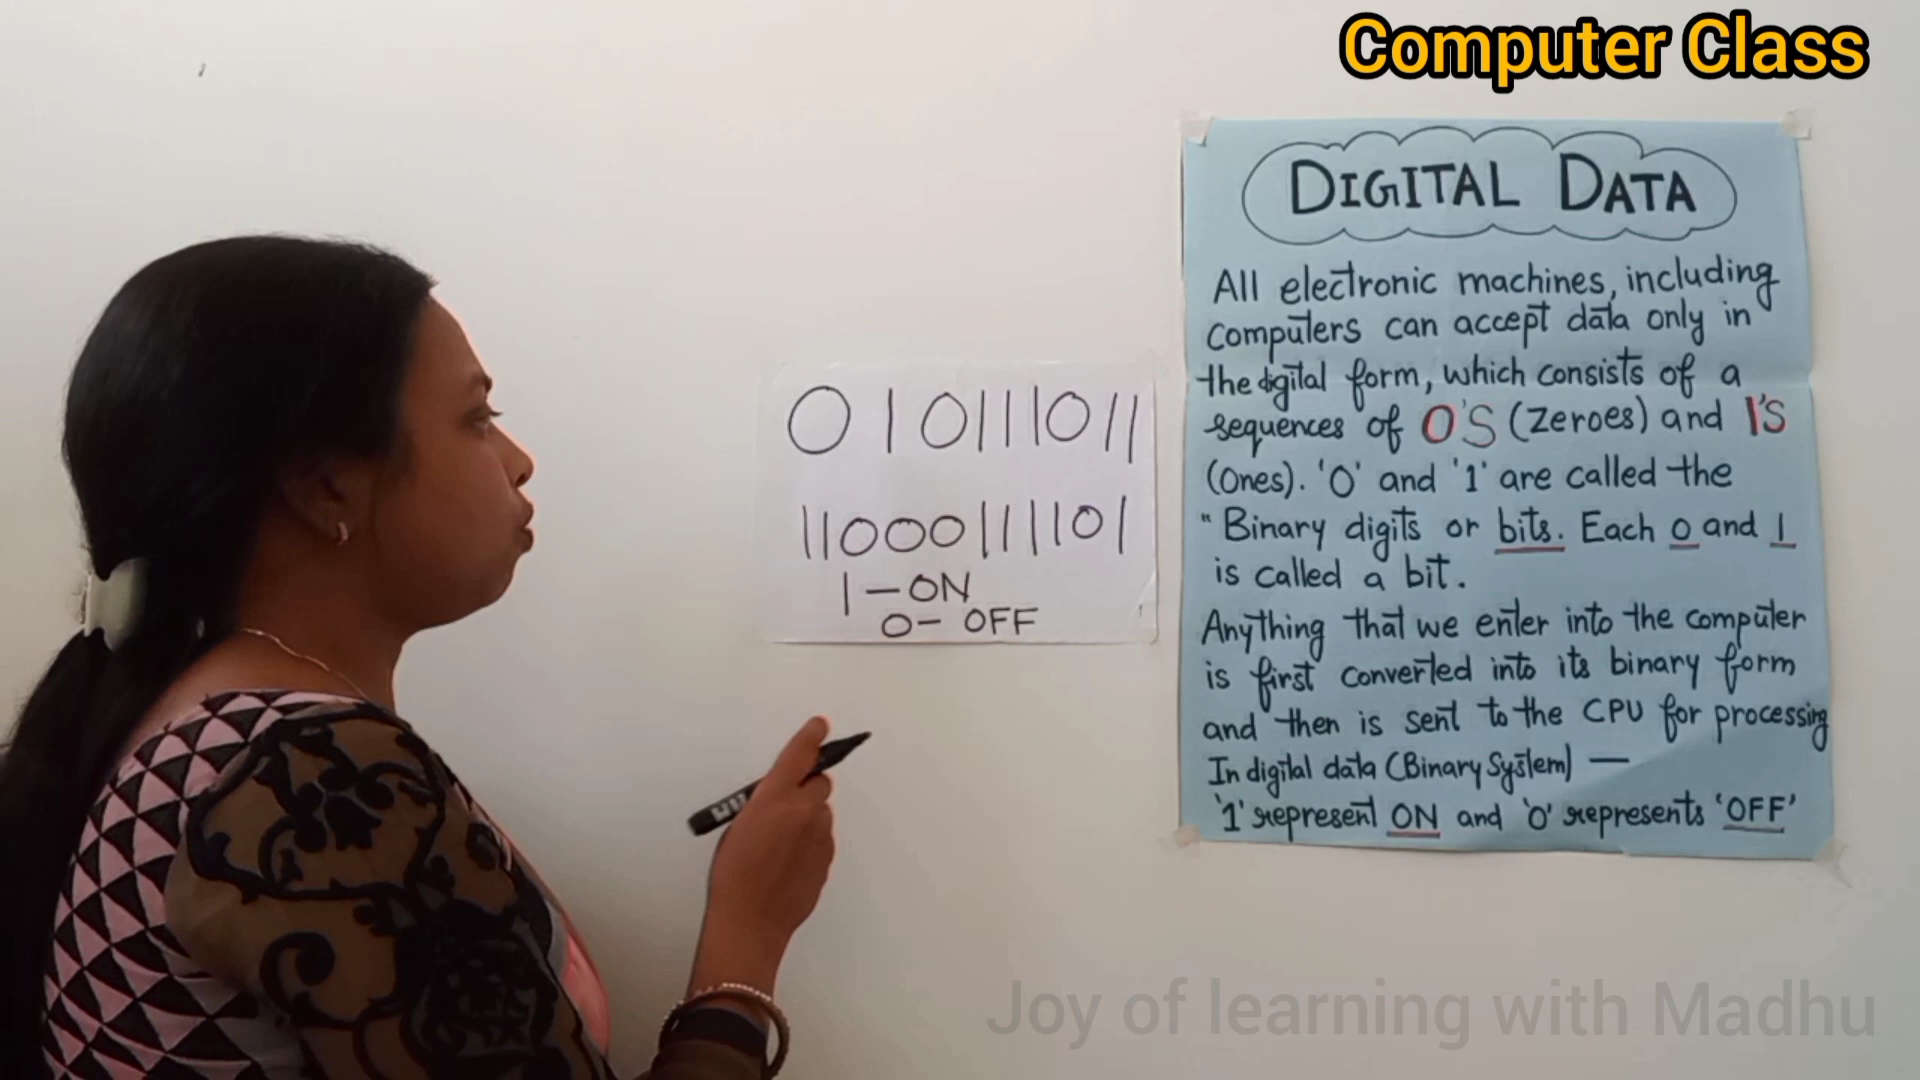 Computer Class
0 1 0 1 1 1 0 1 1
1 1 0 0 0 1 1 1 1 0 1
1 - ON
0 - OFF
DIGITAL DATA
All electronic machines, including
computers can accept data only in
the digital form, which consists of a
sequences of 0'S (Zeroes) and 1'S
(Ones). '0' and '1' are called the
" Binary digits or bits. Each 0 and 1
is called a bit.
Anything that we enter into the computer
is first converted into its binary form
and then is sent to the CPU for processing
In digital data (Binary System) —
'1' represent ON and '0' represents 'OFF'
Joy of learning with Madhu